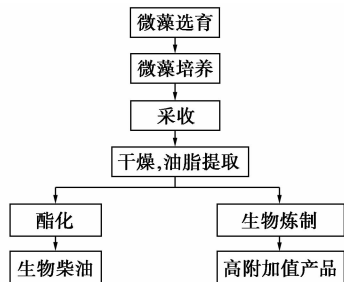 微藻选育
微藻培养
采收
干燥,油脂提取
酯化
生物炼制
生物柴油
高附加值产品